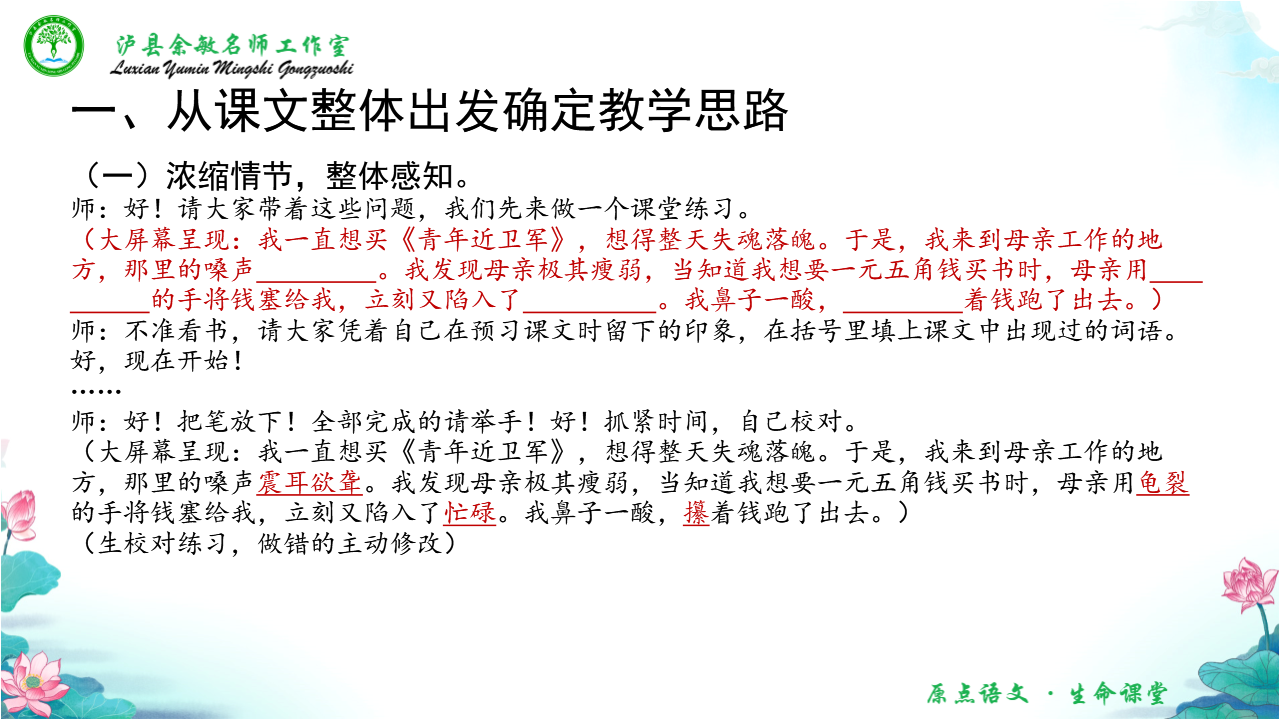 泸县余敏名师工作室
Luxian Yumin Mingshi Gongzuoshi
一、从课文整体出发确定教学思路
（一）浓缩情节，整体感知。
师：好！请大家带着这些问题，我们先来做一个课堂练习。
（大屏幕呈现：我一直想买《青年近卫军》，想得整天失魂落魄。于是，我来到母亲工作的地
方，那里的嗓声_________。我发现母亲极其瘦弱，当知道我想要一元五角钱买书时，母亲用____
______的手将钱塞给我，立刻又陷入了__________。我鼻子一酸，_________着钱跑了出去。）
师：不准看书，请大家凭着自己在预习课文时留下的印象，在括号里填上课文中出现过的词语。
好，现在开始！
……
师：好！把笔放下！全部完成的请举手！好！抓紧时间，自己校对。
（大屏幕呈现：我一直想买《青年近卫军》，想得整天失魂落魄。于是，我来到母亲工作的地
方，那里的嗓声震耳欲聋。我发现母亲极其瘦弱，当知道我想要一元五角钱买书时，母亲用龟裂
的手将钱塞给我，立刻又陷入了忙碌。我鼻子一酸，攥着钱跑了出去。）
（生校对练习，做错的主动修改）
原点语文 · 生命课堂